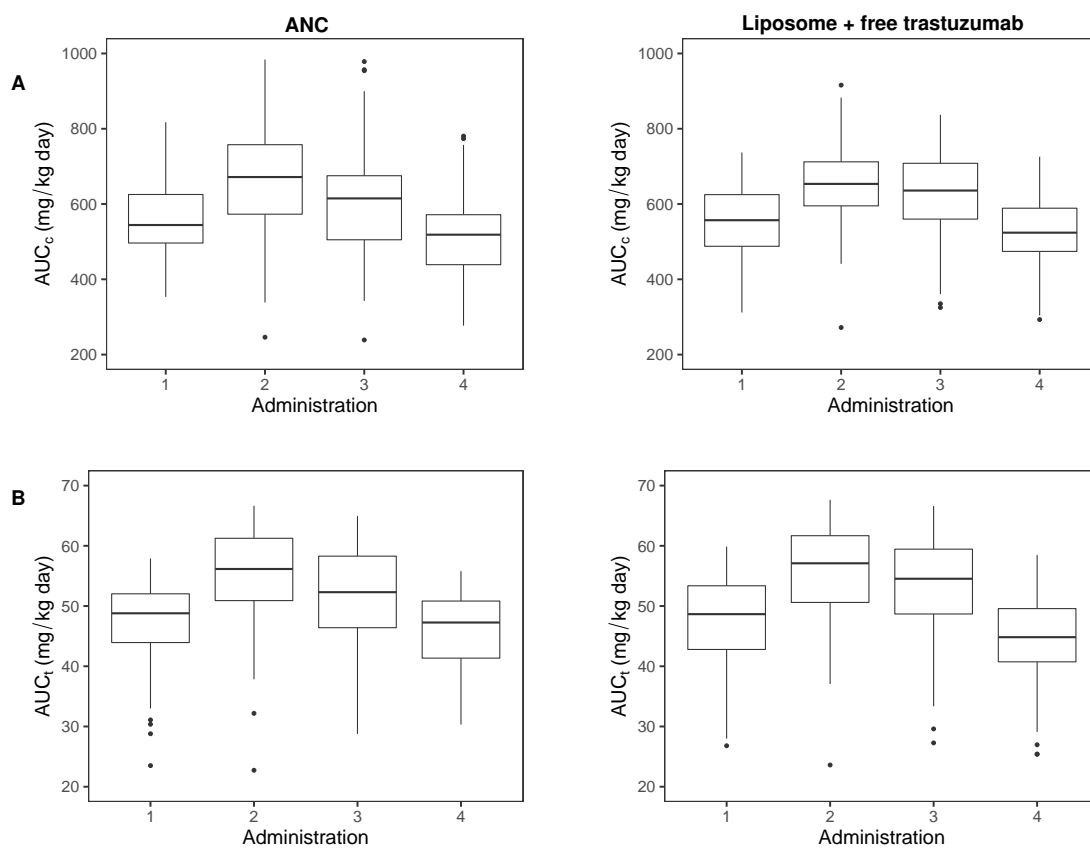 ANC
Liposome + free trastuzumab
A
1000
800
600
400
200
AUCc (mg/kg day)
1 2 3 4
Administration
1000
800
600
400
200
AUCc (mg/kg day)
1 2 3 4
Administration
B
70
60
50
40
30
20
AUCt (mg/kg day)
1 2 3 4
Administration
70
60
50
40
30
20
AUCt (mg/kg day)
1 2 3 4
Administration